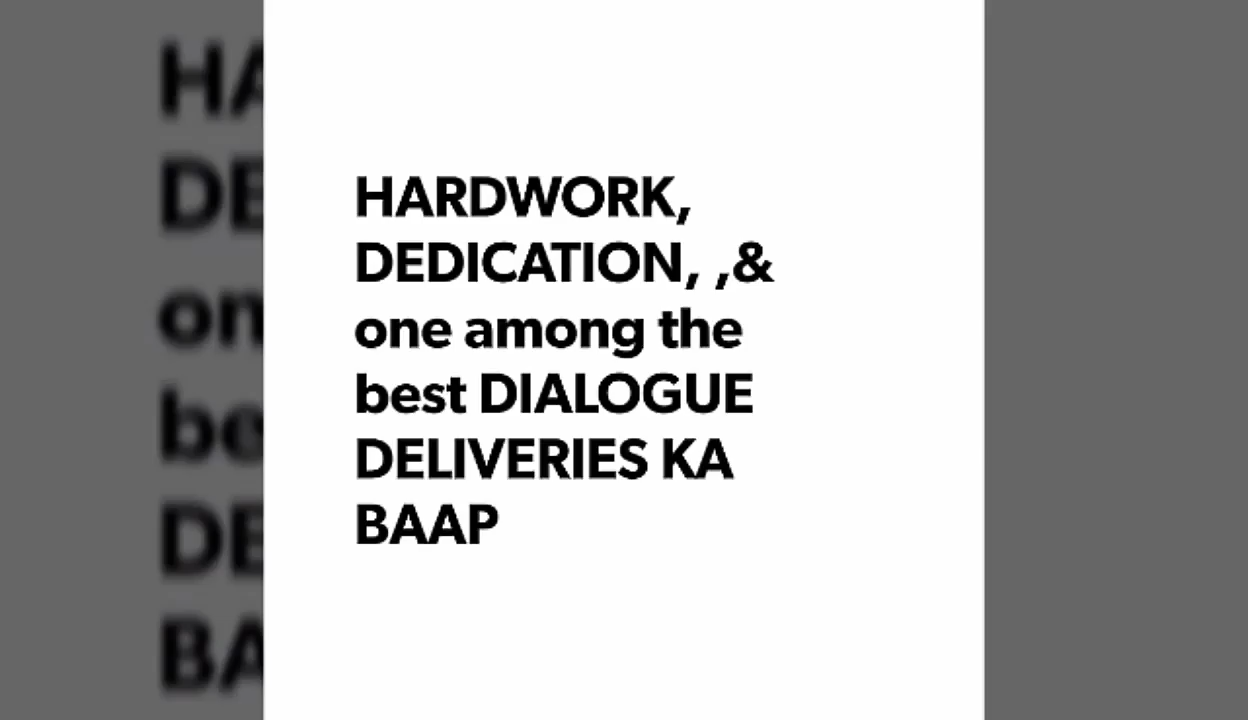 HARDWORK,
DEDICATION, ,&
one among the
best DIALOGUE
DELIVERIES KA
BAAP